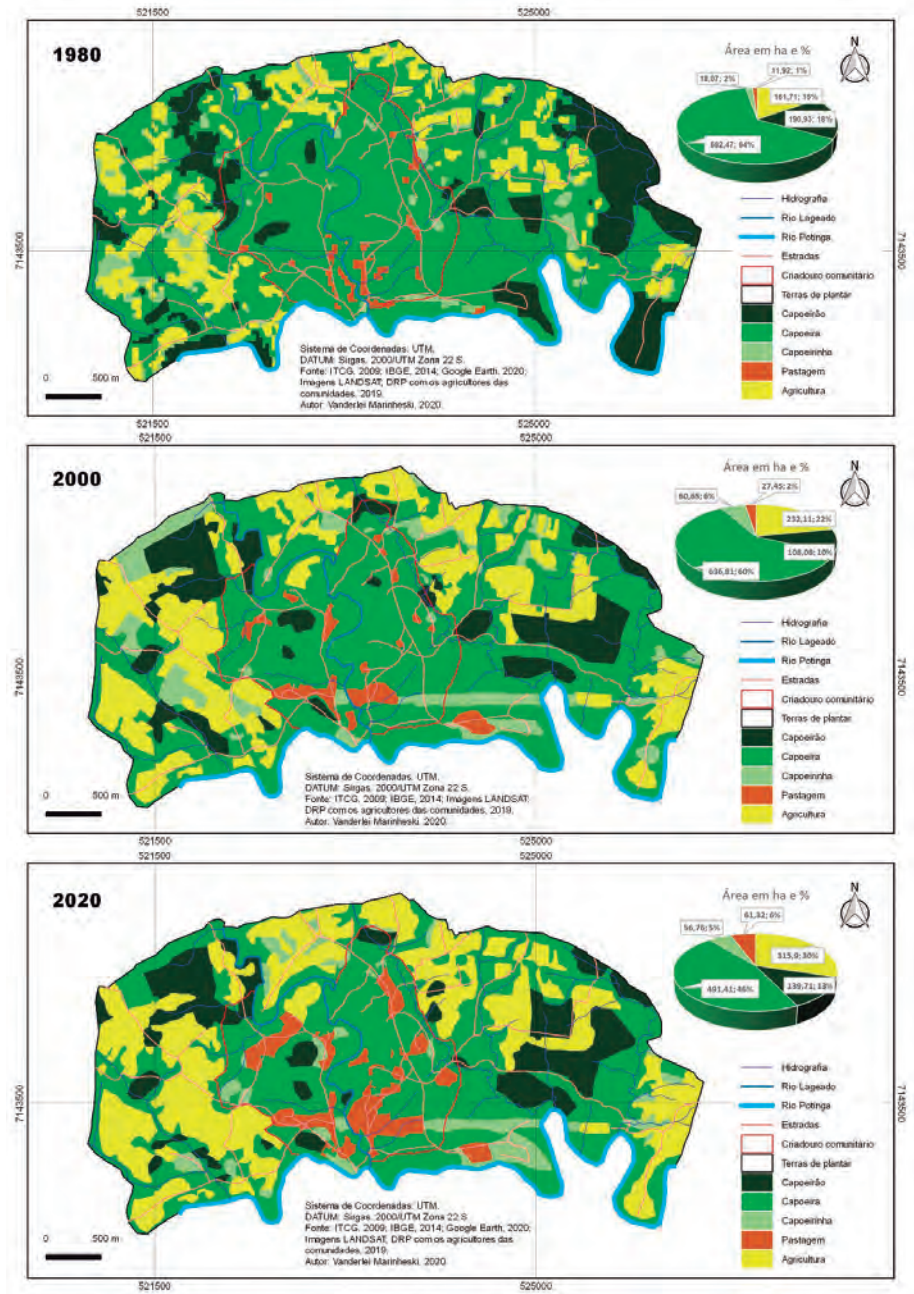 521500 525000
1980
Área em ha e %
N
11,92; 1%
18,07; 2%
190,93; 18%
Hidrografia
Rio Lageado
Rio Potinga
Estradas
Criadouro comunitário
Terras de plantar
Capoeirão
Capoeira
Capoeirinha
Pastagem
Agricultura
7143500
7143500
Sistema de Coordenadas: UTM.
DATUM: Sirgas. 2000/UTM Zona 22 S.
Fonte: ITCG, 2009; IBGE, 2014; Google Earth, 2020;
Imagens LANDSAT; DRP com os agricultores das
comunidades, 2019.
Autor: Vanderlei Marinheski, 2020.
0 500 m
521500 525000
521500 525000
2000
Área em ha e %
N
27,45; 2%
60,65; 6%
232,11; 22%
108,08; 10%
636,81; 60%
Hidrografia
Rio Lageado
Rio Potinga
Estradas
Criadouro comunitário
Terras de plantar
Capoeirão
Capoeira
Capoeirinha
Pastagem
Agricultura
7143500
7143500
Sistema de Coordenadas: UTM.
DATUM: Sirgas. 2000/UTM Zona 22 S.
Fonte: ITCG, 2009; IBGE, 2014; Imagens LANDSAT;
DRP com os agricultores das comunidades, 2019.
Autor: Vanderlei Marinheski, 2020.
0 500 m
521500 525000
521500 525000
2020
Área em ha e %
N
61,32; 6%
56,76; 5%
315,9; 30%
139,71; 13%
491,41; 46%
Hidrografia
Rio Lageado
Rio Potinga
Estradas
Criadouro comunitário
Terras de plantar
Capoeirão
Capoeira
Capoeirinha
Pastagem
Agricultura
7143500
7143500
Sistema de Coordenadas: UTM.
DATUM: Sirgas. 2000/UTM Zona 22 S.
Fonte: ITCG, 2009; IBGE, 2014; Google Earth, 2020;
Imagens LANDSAT; DRP com os agricultores das
comunidades, 2019.
Autor: Vanderlei Marinheski, 2020.
0 500 m
521500 525000